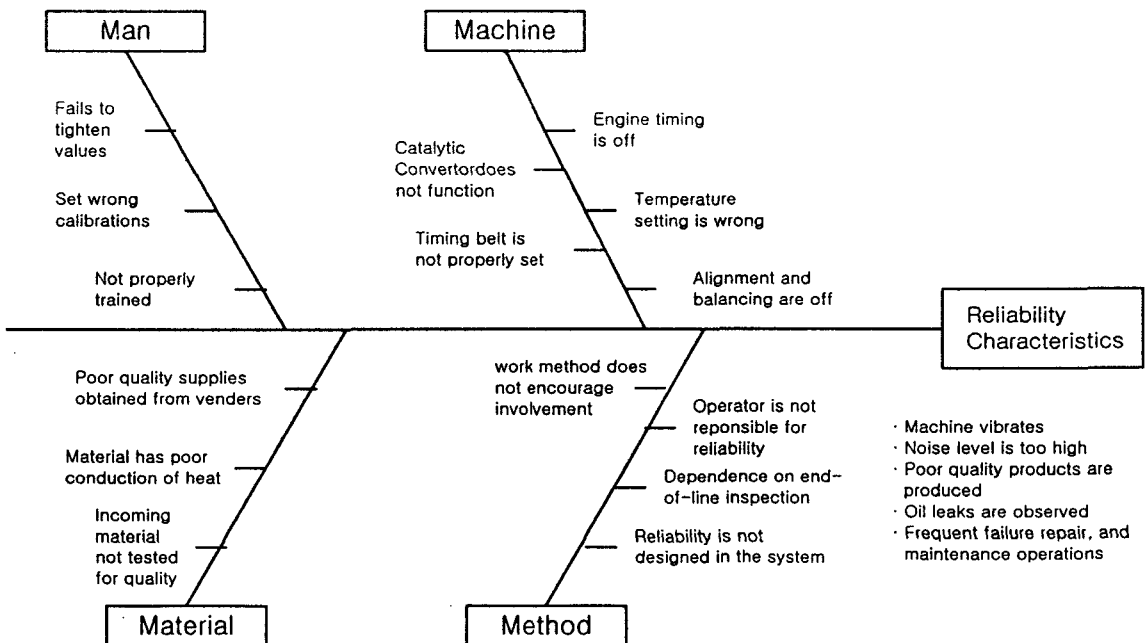 Man
Machine
Fails to
tighten
values
Set wrong
calibrations
Not properly
trained
Engine timing
is off
Catalytic
Convertordoes
not function
Temperature
setting is wrong
Timing belt is
not properly set
Alignment and
balancing are off
Reliability
Characteristics
Poor quality supplies
obtained from venders
Material has poor
conduction of heat
Incoming
material
not tested
for quality
work method does
not encourage
involvement
Operator is not
reponsible for
reliability
Dependence on end-
of-line inspection
Reliability is not
designed in the system
· Machine vibrates
· Noise level is too high
· Poor quality products are
produced
· Oil leaks are observed
· Frequent failure repair, and
maintenance operations
Material
Method